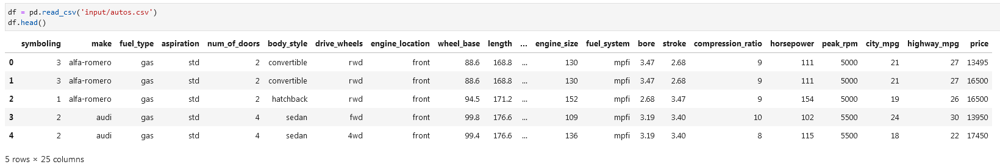 df = pd.read_csv('input/autos.csv')
df.head()
symboling make fuel_type aspiration num_of_doors body_style drive_wheels engine_location wheel_base length ... engine_size fuel_system bore stroke compression_ratio horsepower peak_rpm city_mpg highway_mpg price
0 3 alfa-romero gas std 2 convertible rwd front 88.6 168.8 ... 130 mpfi 3.47 2.68 9 111 5000 21 27 13495
1 3 alfa-romero gas std 2 convertible rwd front 88.6 168.8 ... 130 mpfi 3.47 2.68 9 111 5000 21 27 16500
2 1 alfa-romero gas std 2 hatchback rwd front 94.5 171.2 ... 152 mpfi 2.68 3.47 9 154 5000 19 26 16500
3 2 audi gas std 4 sedan fwd front 99.8 176.6 ... 109 mpfi 3.19 3.40 10 102 5500 24 30 13950
4 2 audi gas std 4 sedan 4wd front 99.4 176.6 ... 136 mpfi 3.19 3.40 8 115 5500 18 22 17450
5 rows × 25 columns